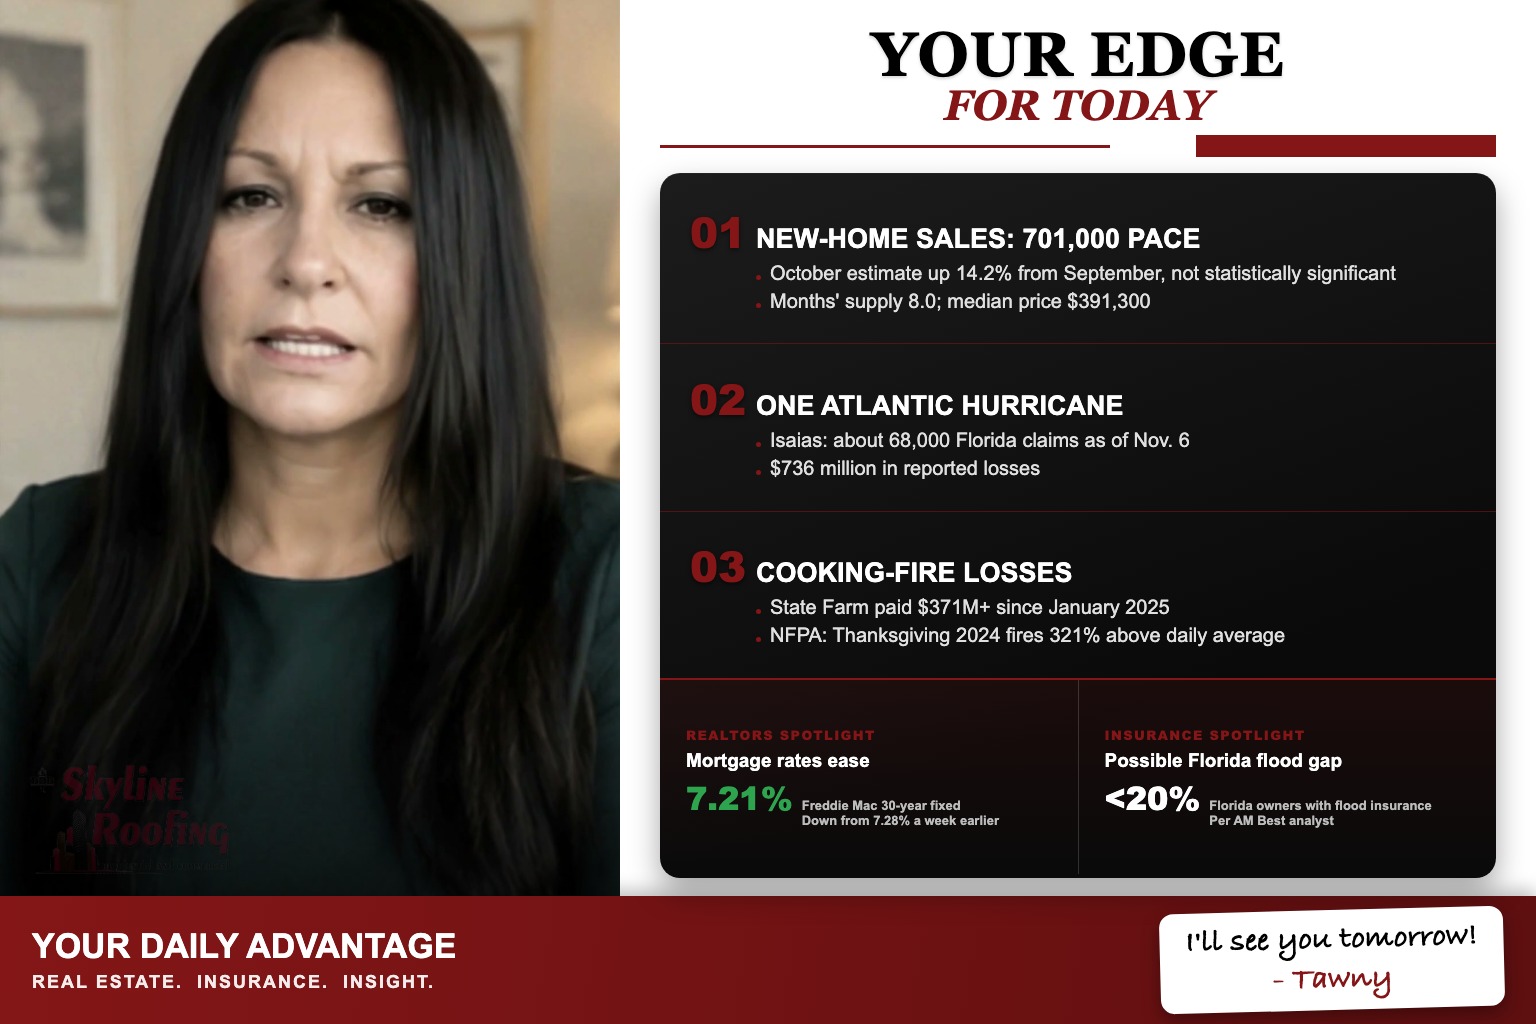 YOUR EDGE
FOR TODAY
01 NEW-HOME SALES: 701,000 PACE
October estimate up 14.2% from September, not statistically significant
Months' supply 8.0; median price $391,300
02 ONE ATLANTIC HURRICANE
Isaias: about 68,000 Florida claims as of Nov. 6
$736 million in reported losses
03 COOKING-FIRE LOSSES
State Farm paid $371M+ since January 2025
NFPA: Thanksgiving 2024 fires 321% above daily average
REALTORS SPOTLIGHT
Mortgage rates ease
7.21% Freddie Mac 30-year fixed
Down from 7.28% a week earlier
INSURANCE SPOTLIGHT
Possible Florida flood gap
<20% Florida owners with flood insurance
Per AM Best analyst
Skyline
Roofing
YOUR DAILY ADVANTAGE
REAL ESTATE. INSURANCE. INSIGHT.
I'll see you tomorrow!
- Tawny